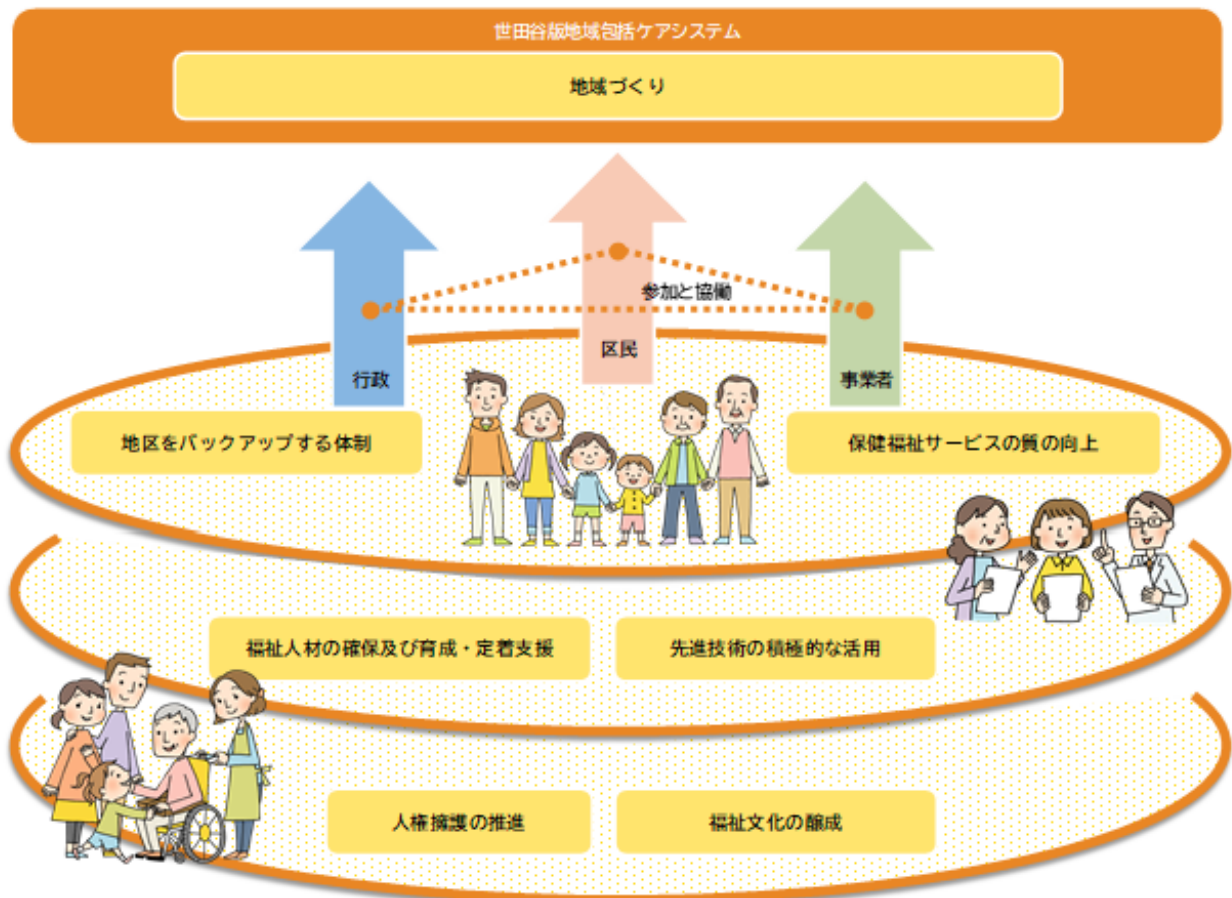 世田谷版地域包括ケアシステム
地域づくり
参加と協働
区民
行政
事業者
地区をバックアップする体制
保健福祉サービスの質の向上
福祉人材の確保及び育成・定着支援
先進技術の積極的な活用
人権擁護の推進
福祉文化の醸成